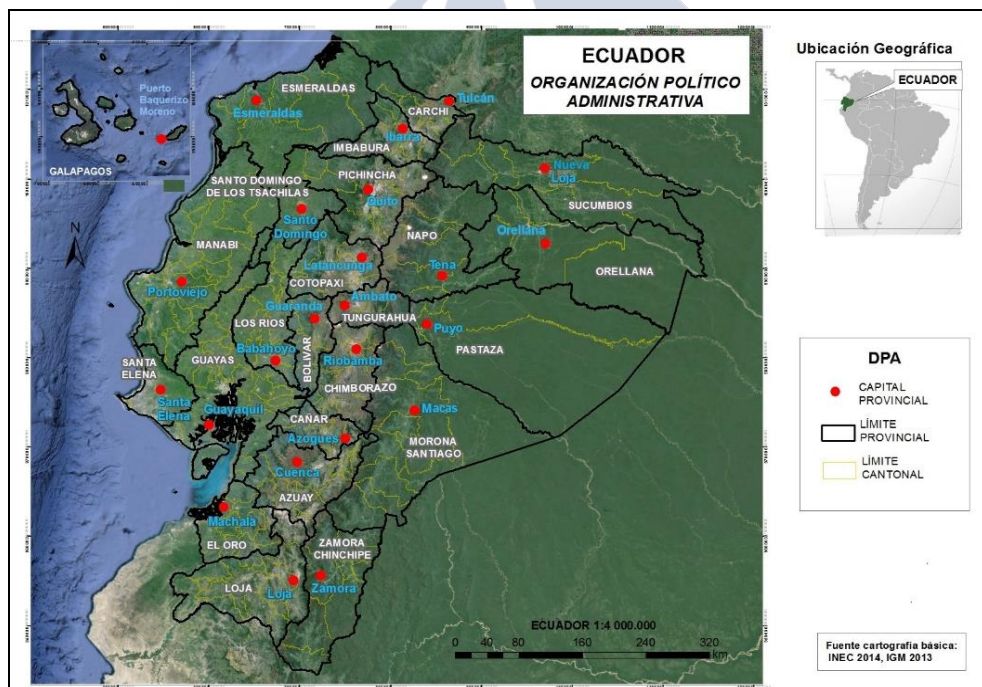 ECUADOR
ORGANIZACIÓN POLÍTICO
ADMINISTRATIVA
Ubicación Geográfica
ECUADOR
Puerto
Baquerizo
Moreno
GALAPAGOS
ESMERALDAS
Esmeraldas
Tulcán
CARCHI
Ibarra
IMBABURA
PICHINCHA
Nueva
Loja
SANTO DOMINGO
DE LOS TSACHILAS
Quito
SUCUMBIOS
Santo
Domingo
NAPO
Orellana
MANABI
Latancunga
Tena
ORELLANA
Portoviejo
COTOPAXI
Guaranda
Ambato
TUNGURAHUA
LOS RIOS
Puyo
PASTAZA
Babahoyo
BOLIVAR
Riobamba
SANTA
ELENA
GUAYAS
CHIMBORAZO
Santa
Elena
Guayaquil
Macas
CAÑAR
Azogues
MORONA
SANTIAGO
Cuenca
AZUAY
Machala
EL ORO
ZAMORA
CHINCHIPE
LOJA
Loja
Zamora
N
DPA
CAPITAL
PROVINCIAL
LÍMITE
PROVINCIAL
LÍMITE
CANTONAL
ECUADOR 1:4 000.000
0 20 40 80 160 240 320
km
Fuente cartografia básica:
INEC 2014, IGM 2013